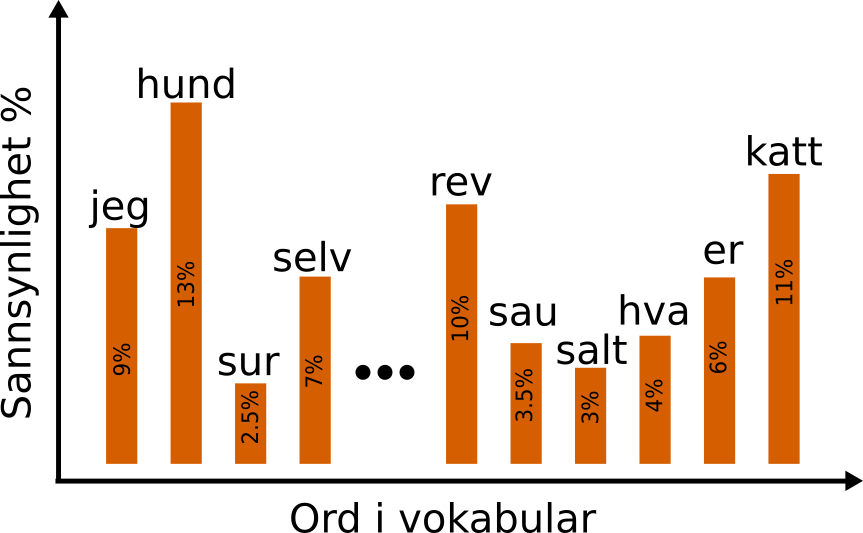 Sannsynlighet %
jeg
9%
hund
13%
sur
2.5%
selv
7%
•••
rev
10%
sau
3.5%
salt
3%
hva
4%
er
6%
katt
11%
Ord i vokabular